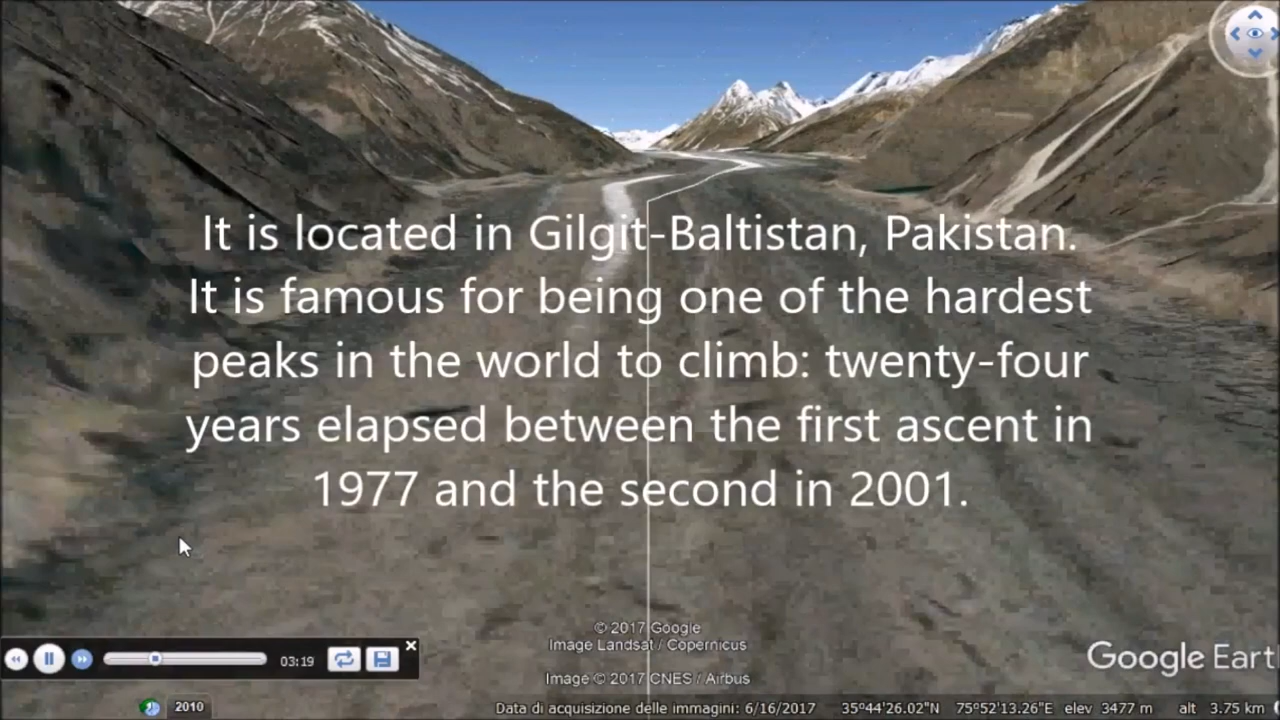 It is located in Gilgit-Baltistan, Pakistan.
It is famous for being one of the hardest
peaks in the world to climb: twenty-four
years elapsed between the first ascent in
1977 and the second in 2001.
© 2017 Google
Image Landsat / Copernicus
Google Eart
03:19
Image © 2017 CNES / Airbus
2010
Data di acquisizione delle immagini: 6/16/2017 35°44'26.02"N 75°52'13.26"E elev 3477 m alt 3.75 km